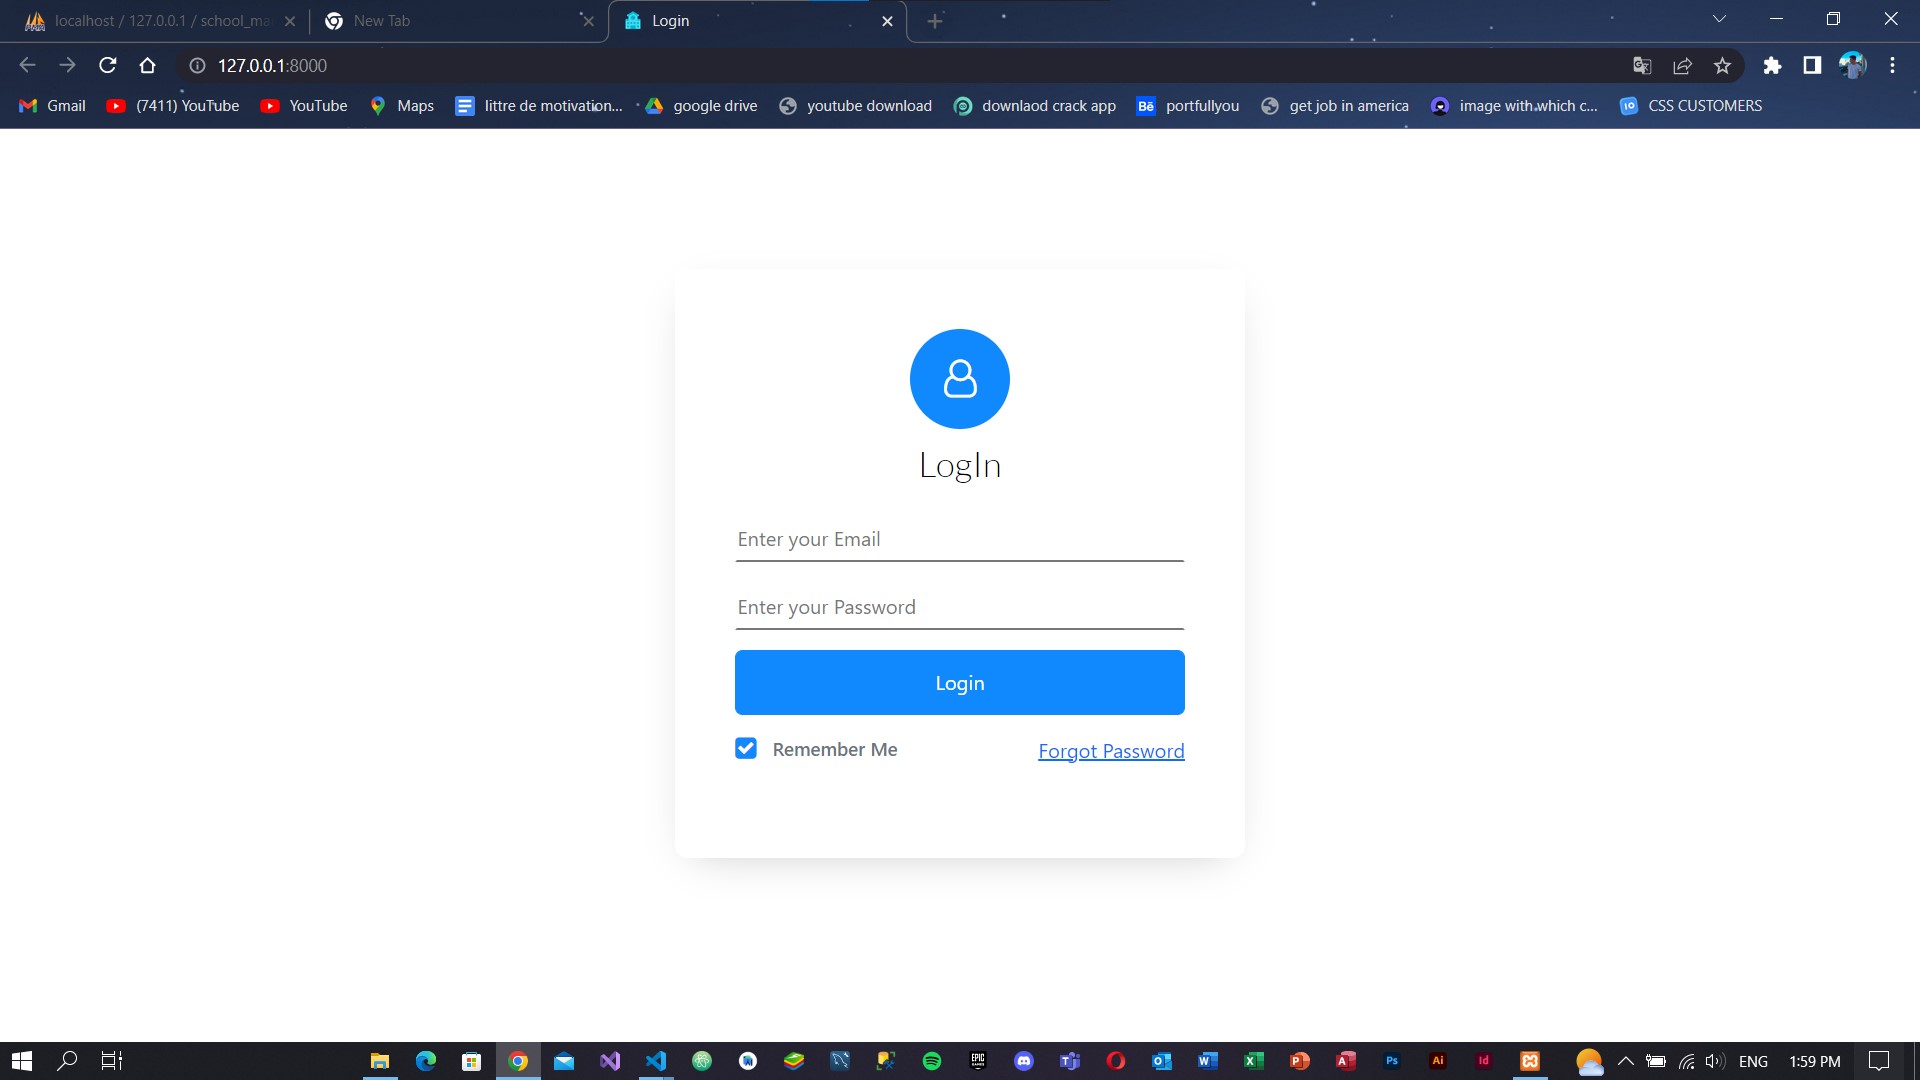 localhost / 127.0.0.1 / school_ma
New Tab
Login
127.0.0.1:8000
Gmail
(7411) YouTube
YouTube
Maps
littre de motivation...
google drive
youtube download
downlaod crack app
Bē
portfullyou
get job in america
image with which c...
IO
CSS CUSTOMERS
LogIn
Enter your Email
Enter your Password
Login
Remember Me
Forgot Password
ENG
1:59 PM